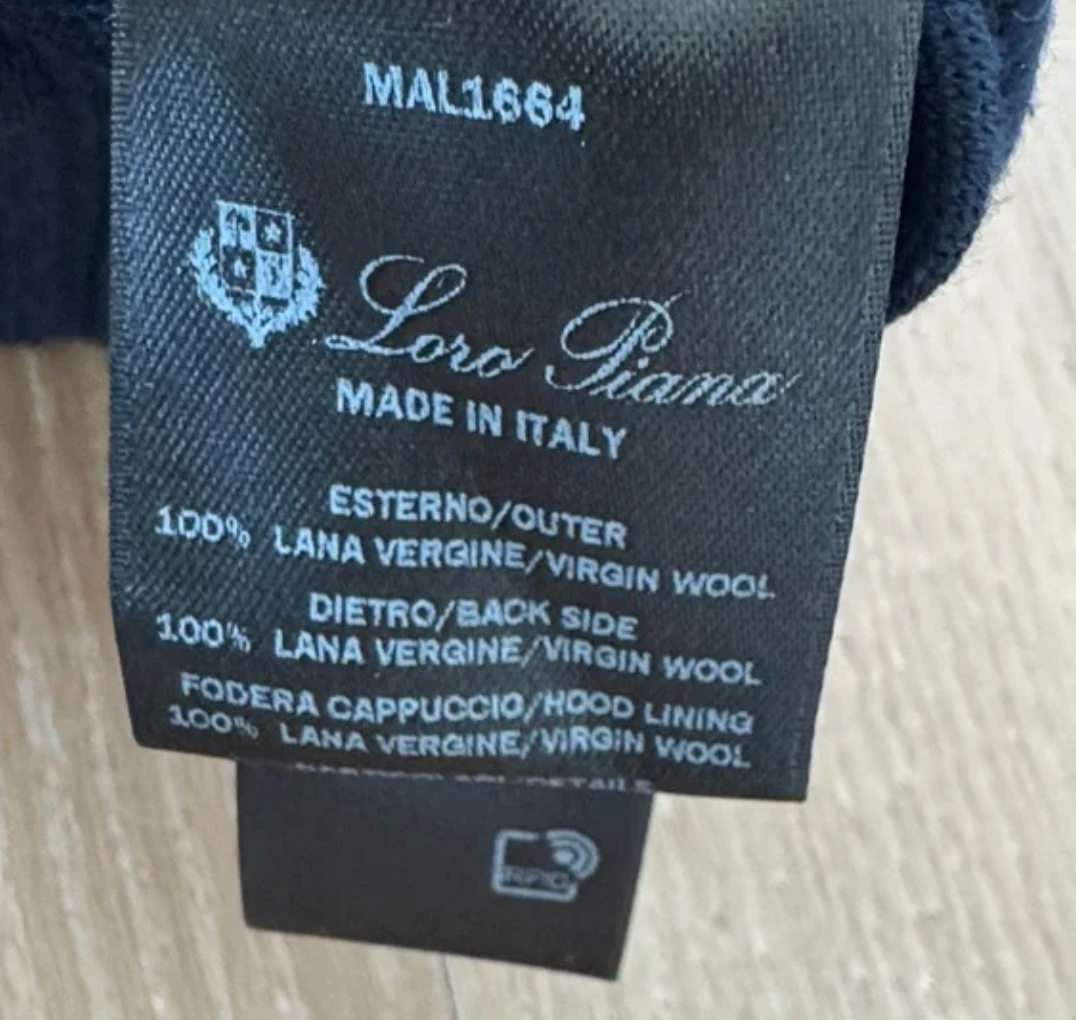 MAL1664
Loro Piana
MADE IN ITALY
ESTERNO/OUTER
100% LANA VERGINE/VIRGIN WOOL
DIETRO/BACK SIDE
100% LANA VERGINE/VIRGIN WOOL
FODERA CAPPUCCIO/HOOD LINING
100% LANA VERGINE/VIRGIN WOOL
RFID